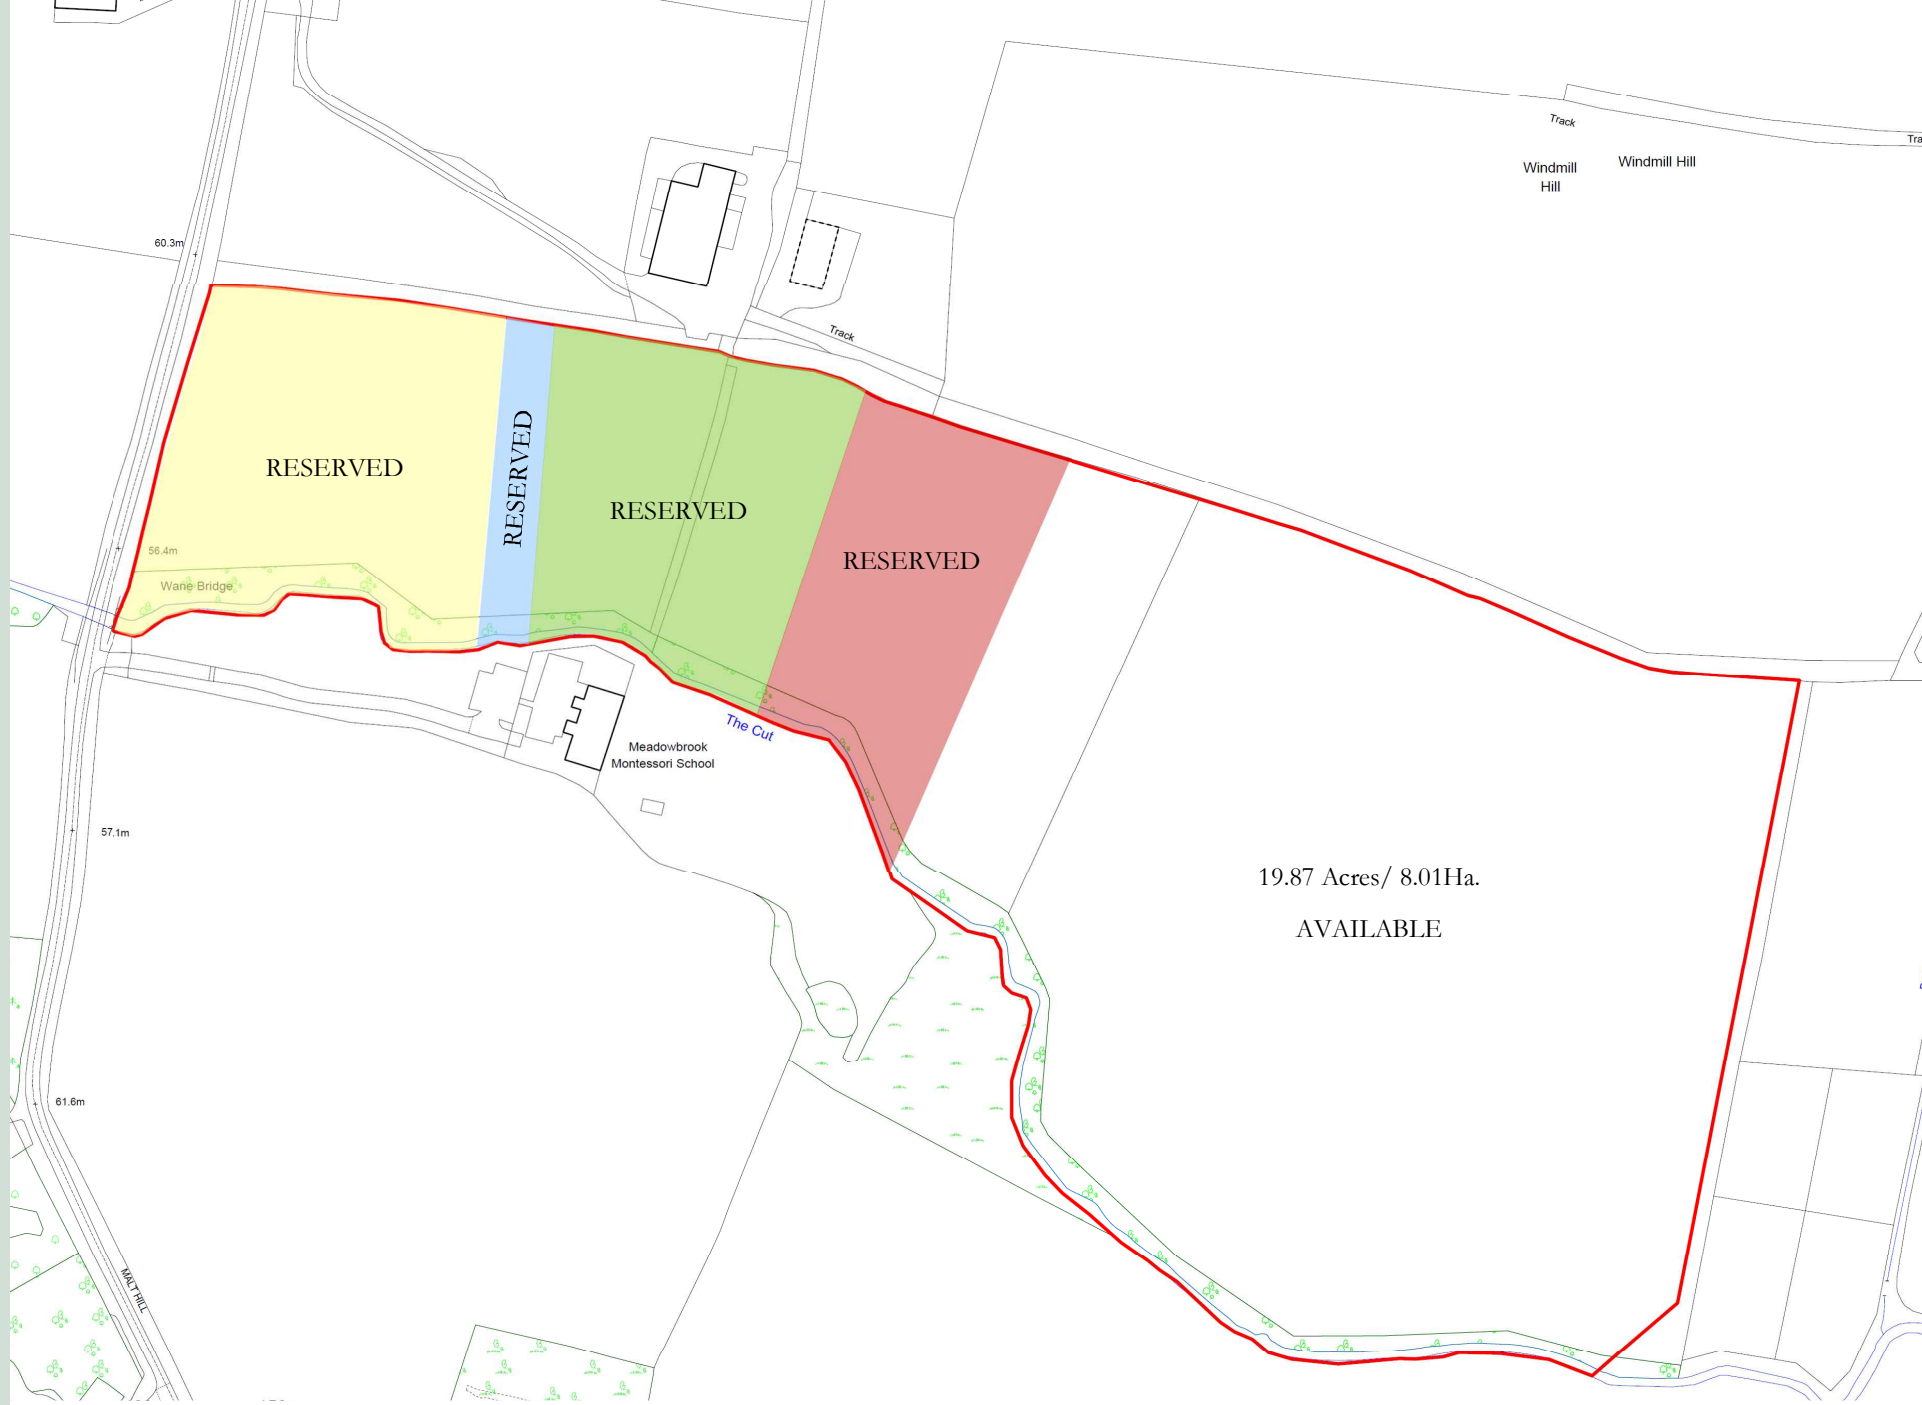 Track
Tra
Windmill
Hill
Windmill Hill
60.3m
Track
RESERVED
RESERVED
RESERVED
RESERVED
56.4m
Wane Bridge
The Cut
Meadowbrook
Montessori School
57.1m
19.87 Acres/ 8.01Ha.
AVAILABLE
61.6m
MALT HILL